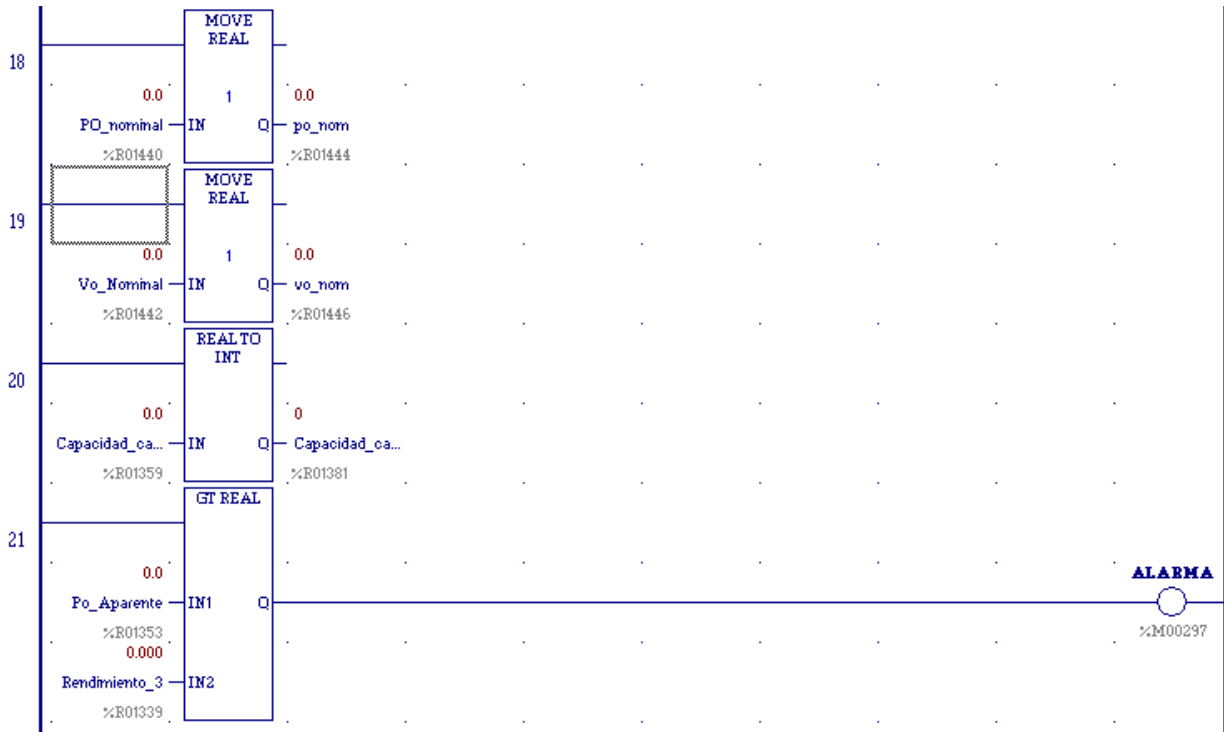 MOVE
REAL
18
0.0 1 0.0
PO_nominal IN Q po_nom
%R01440 %R01444
MOVE
REAL
19
0.0 1 0.0
Vo_Nominal IN Q vo_nom
%R01442 %R01446
REAL TO
INT
20
0.0 0
Capacidad_ca... IN Q Capacidad_ca...
%R01359 %R01381
GT REAL
21
0.0 ALARMA
Po_Aparente IN1 Q
%R01353 %M00297
0.000
Rendimiento_3 IN2
%R01339